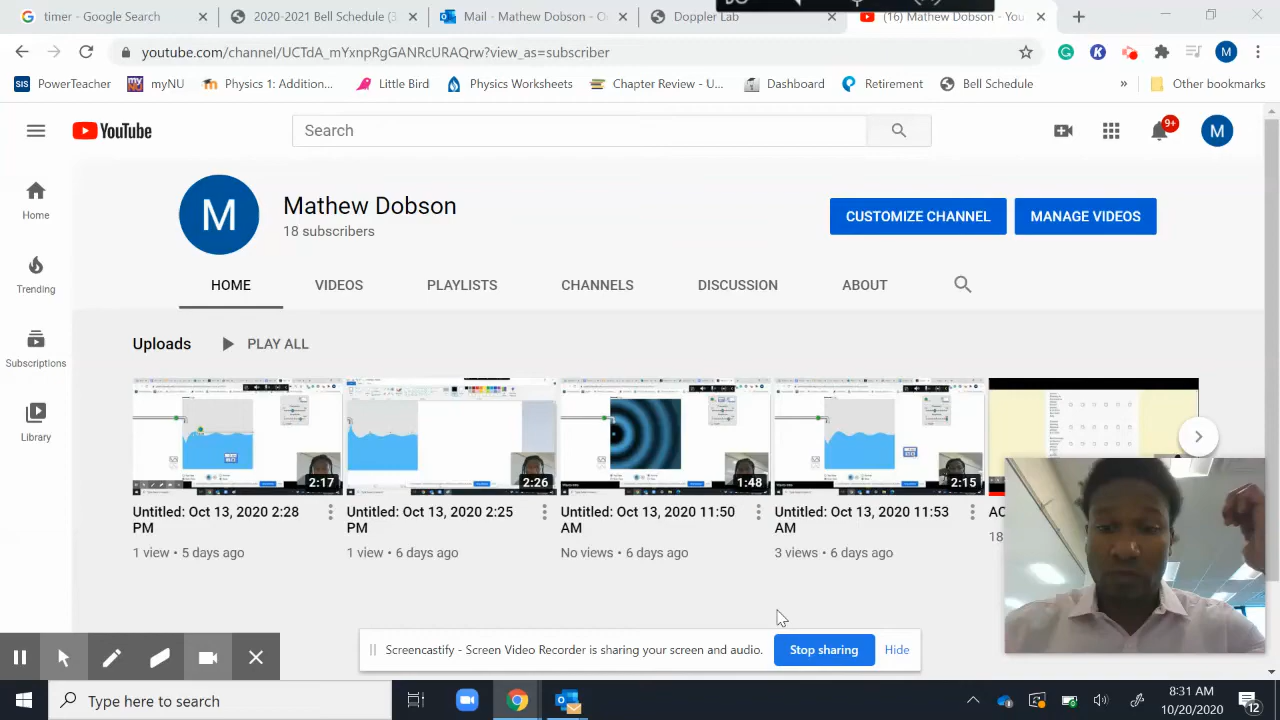 timer - Google Search
2020-2021 Bell Schedule (3
Mail - Mathew Dobson - O
Doppler Lab
(16) Mathew Dobson - You
youtube.com/channel/UCTdA_mYxnpRgGANRcURAQrw?view_as=subscriber
PowerTeacher
myNU
Physics 1: Addition...
Little Bird
Physics Worksheets
Chapter Review - U...
Dashboard
Retirement
Bell Schedule
»
Other bookmarks
YouTube
Search
9+
M
Home
Trending
Subscriptions
Library
M
Mathew Dobson
18 subscribers
CUSTOMIZE CHANNEL
MANAGE VIDEOS
HOME
VIDEOS
PLAYLISTS
CHANNELS
DISCUSSION
ABOUT
Uploads
PLAY ALL
2:17
2:26
1:48
2:15
Untitled: Oct 13, 2020 2:28
PM
1 view • 5 days ago
Untitled: Oct 13, 2020 2:25
PM
1 view • 6 days ago
Untitled: Oct 13, 2020 11:50
AM
No views • 6 days ago
Untitled: Oct 13, 2020 11:53
AM
3 views • 6 days ago
18
Screencastify - Screen Video Recorder is sharing your screen and audio.
Stop sharing
Hide
Type here to search
8:31 AM
10/20/2020
12